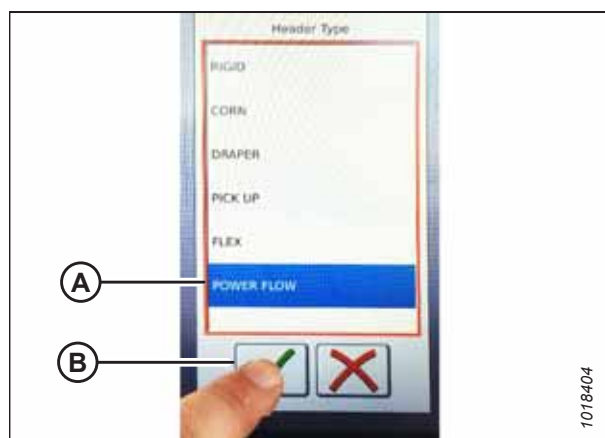 Header Type
RIGID
CORN
DRAPER
PICK UP
FLEX
A
POWER FLOW
B
1018404